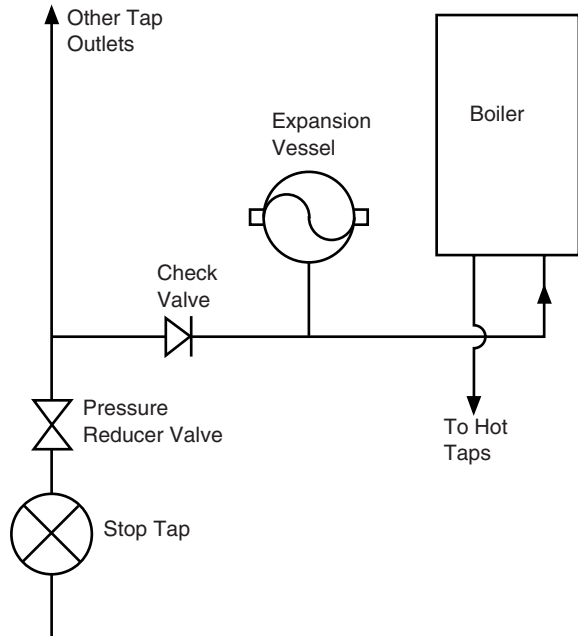 Other Tap
Outlets
Boiler
Expansion
Vessel
Check
Valve
Pressure
Reducer Valve
To Hot
Taps
Stop Tap